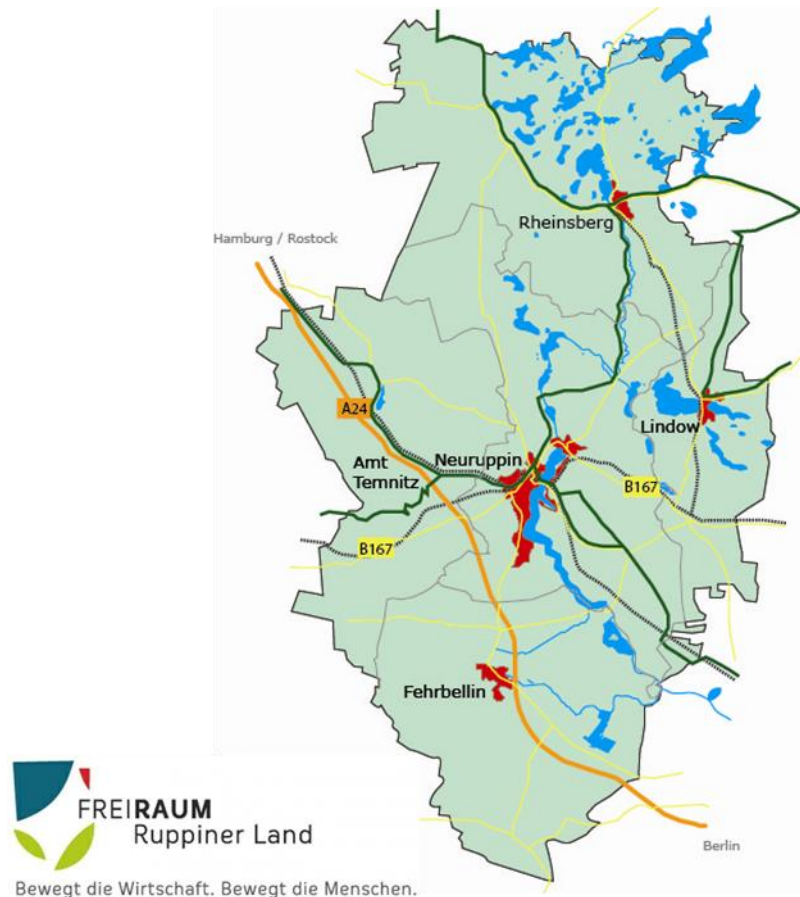 Rheinsberg
Hamburg / Rostock
A24
Lindow
Amt
Temnitz
Neuruppin
B167
B167
Fehrbellin
FREIRAUM
Ruppiner Land
Berlin
Bewegt die Wirtschaft. Bewegt die Menschen.